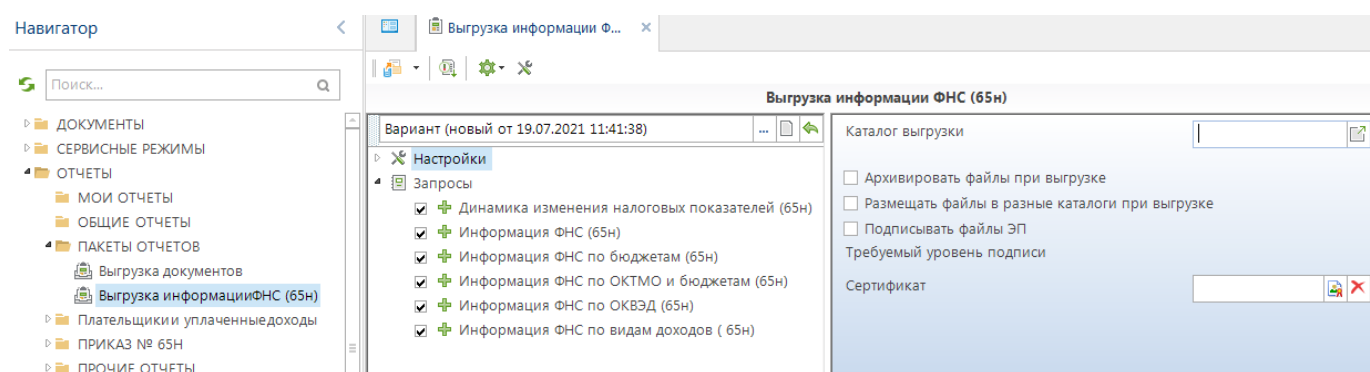 Навигатор
Выгрузка информации Ф...
Поиск...
Выгрузка информации ФНС (65н)
ДОКУМЕНТЫ
СЕРВИСНЫЕ РЕЖИМЫ
ОТЧЕТЫ
МОИ ОТЧЕТЫ
ОБЩИЕ ОТЧЕТЫ
ПАКЕТЫ ОТЧЕТОВ
Выгрузка документов
Выгрузка информацииФНС (65н)
Плательщикии уплаченныедоходы
ПРИКАЗ № 65Н
ПРОЧИЕ ОТЧЕТЫ
Вариант (новый от 19.07.2021 11:41:38)
...
Настройки
Запросы
Динамика изменения налоговых показателей (65н)
Информация ФНС (65н)
Информация ФНС по бюджетам (65н)
Информация ФНС по ОКТМО и бюджетам (65н)
Информация ФНС по ОКВЭД (65н)
Информация ФНС по видам доходов ( 65н)
Каталог выгрузки
Архивировать файлы при выгрузке
Размещать файлы в разные каталоги при выгрузке
Подписывать файлы ЭП
Требуемый уровень подписи
Сертификат